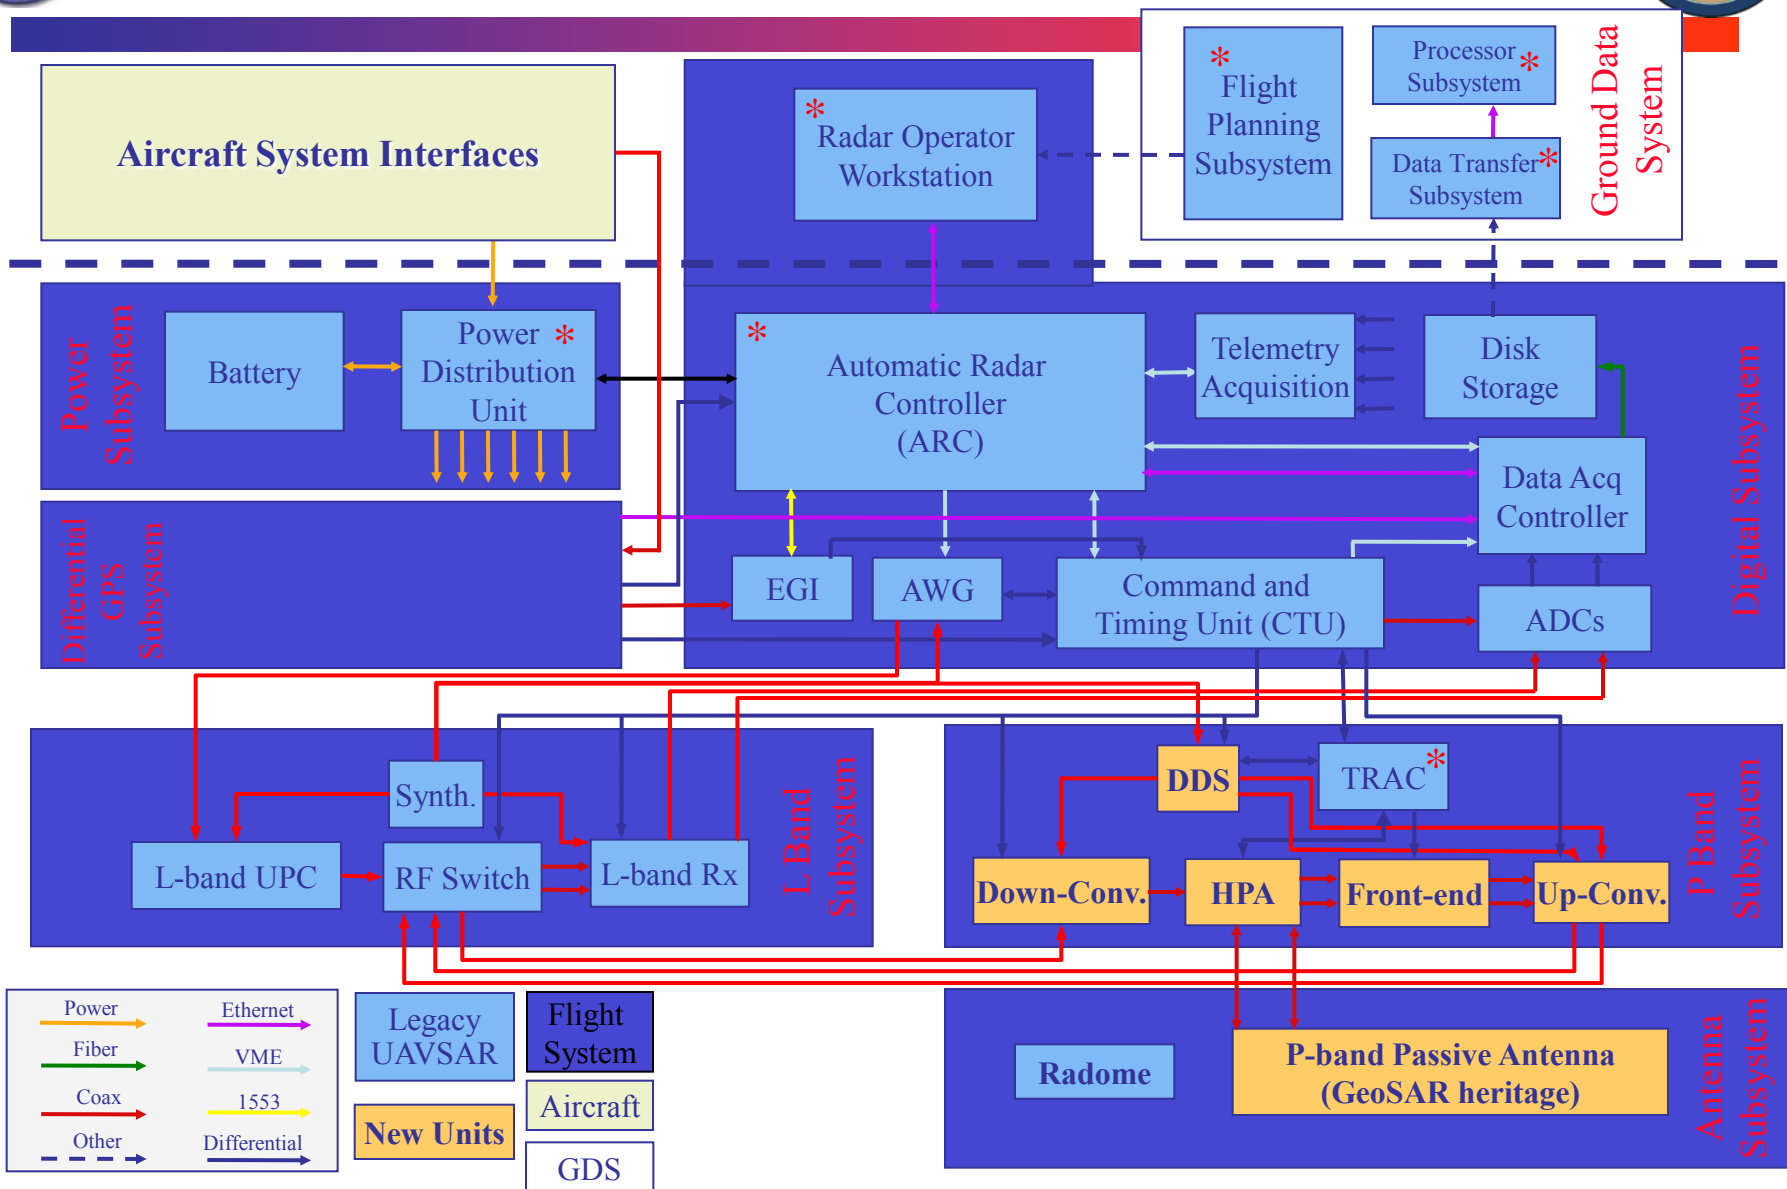 Aircraft System Interfaces
*
Radar Operator
Workstation
*
Flight
Planning
Subsystem
Processor
Subsystem *
Data Transfer *
Subsystem
Ground Data
System
Power
Subsystem
Battery
Power *
Distribution
Unit
*
Automatic Radar
Controller
(ARC)
Telemetry
Acquisition
Disk
Storage
Data Acq
Controller
Digital Subsystem
Differential
GPS
Subsystem
EGI
AWG
Command and
Timing Unit (CTU)
ADCs
Synth.
L-band UPC
RF Switch
L-band Rx
L Band
Subsystem
DDS
TRAC *
Down-Conv.
HPA
Front-end
Up-Conv.
P Band
Subsystem
Radome
P-band Passive Antenna
(GeoSAR heritage)
Antenna
Subsystem
Power
Ethernet
Fiber
VME
Coax
1553
Other
Differential
Legacy
UAVSAR
New Units
Flight
System
Aircraft
GDS